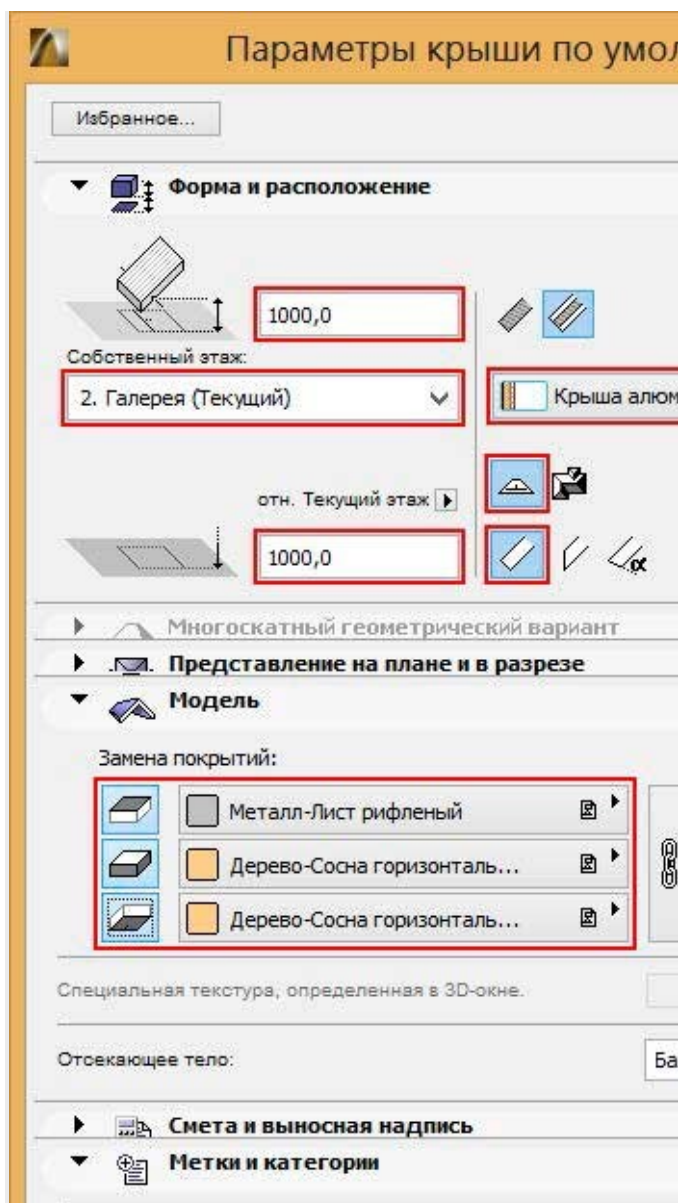 Параметры крыши по умол
Избранное...
Форма и расположение
1000,0
Собственный этаж:
2. Галерея (Текущий)
Крыша алюм
отн. Текущий этаж
1000,0
α
Многоскатный геометрический вариант
Представление на плане и в разрезе
Модель
Замена покрытий:
Металл-Лист рифленый
Дерево-Сосна горизонталь...
Дерево-Сосна горизонталь...
Специальная текстура, определенная в 3D-окне.
Отсекающее тело:
Ба
Смета и выносная надпись
Метки и категории